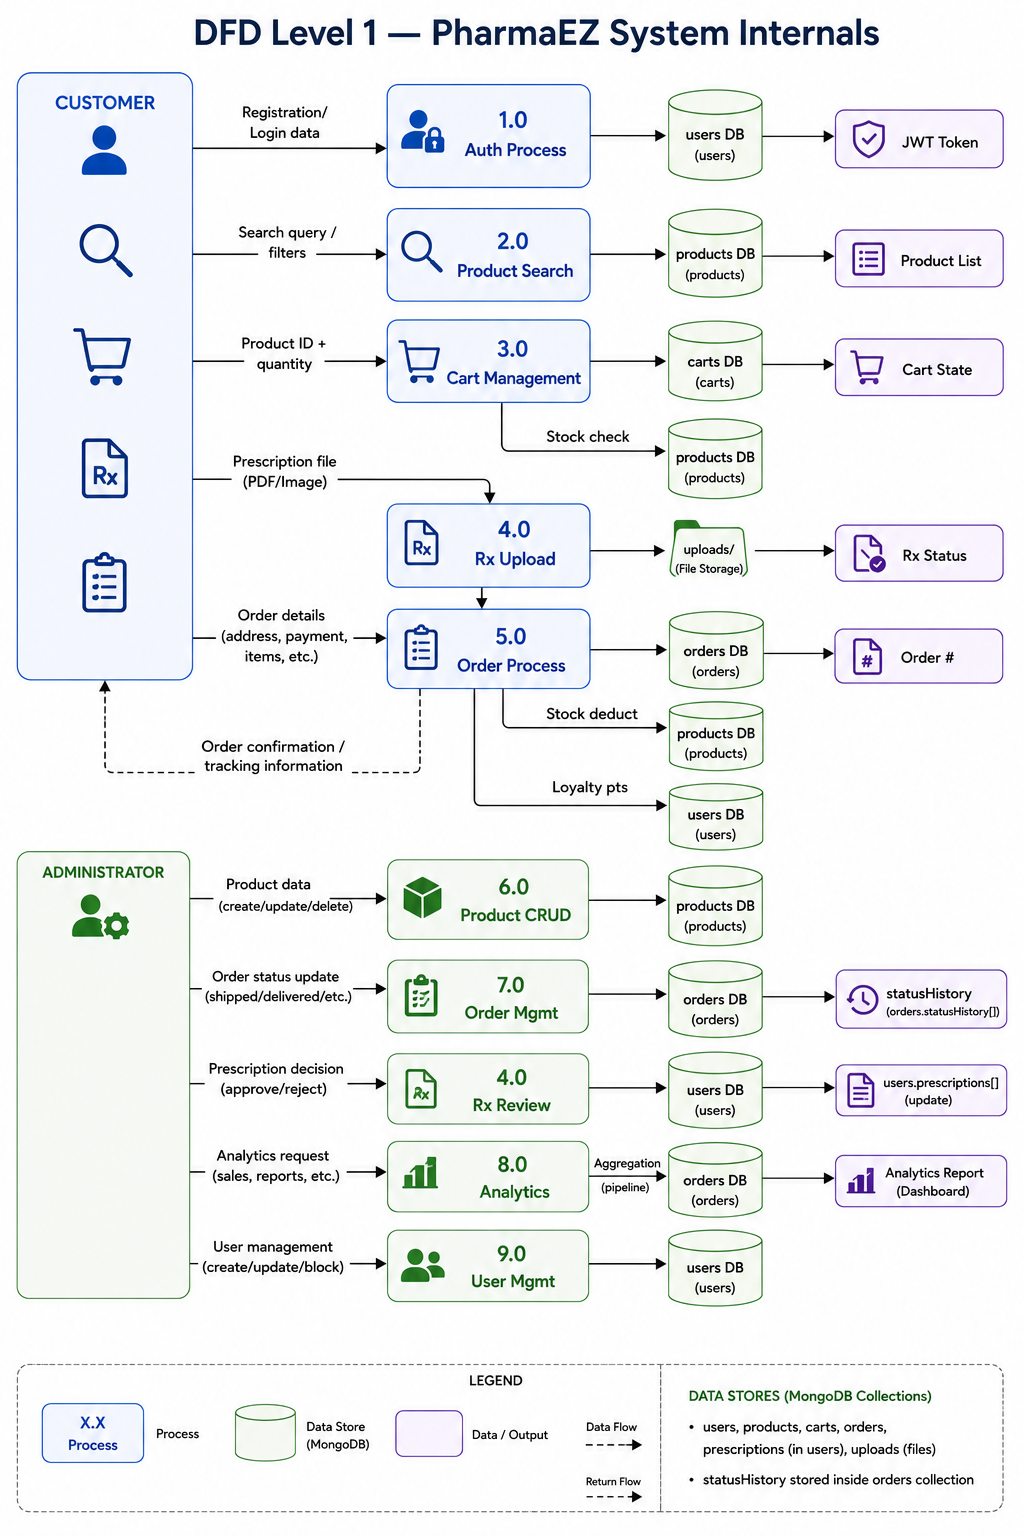 DFD Level 1 — PharmaEZ System Internals
CUSTOMER
Registration/
Login data
1.0
Auth Process
users DB
(users)
JWT Token
Search query /
filters
2.0
Product Search
products DB
(products)
Product List
Product ID +
quantity
3.0
Cart Management
carts DB
(carts)
Cart State
Stock check
products DB
(products)
Rx
Prescription file
(PDF/Image)
Rx
4.0
Rx Upload
uploads/
(File Storage)
Rx Status
Order details
(address, payment,
items, etc.)
5.0
Order Process
orders DB
(orders)
#
Order #
Stock deduct
products DB
(products)
Order confirmation /
tracking information
Loyalty pts
users DB
(users)
ADMINISTRATOR
Product data
(create/update/delete)
6.0
Product CRUD
products DB
(products)
Order status update
(shipped/delivered/etc.)
7.0
Order Mgmt
orders DB
(orders)
statusHistory
(orders.statusHistory[])
Prescription decision
(approve/reject)
Rx
4.0
Rx Review
users DB
(users)
users.prescriptions[]
(update)
Analytics request
(sales, reports, etc.)
8.0
Analytics
Aggregation
(pipeline)
orders DB
(orders)
Analytics Report
(Dashboard)
User management
(create/update/block)
9.0
User Mgmt
users DB
(users)
LEGEND
X.X
Process
Process
Data Store
(MongoDB)
Data / Output
Data Flow
Return Flow
DATA STORES (MongoDB Collections)
• users, products, carts, orders,
prescriptions (in users), uploads (files)
• statusHistory stored inside orders collection